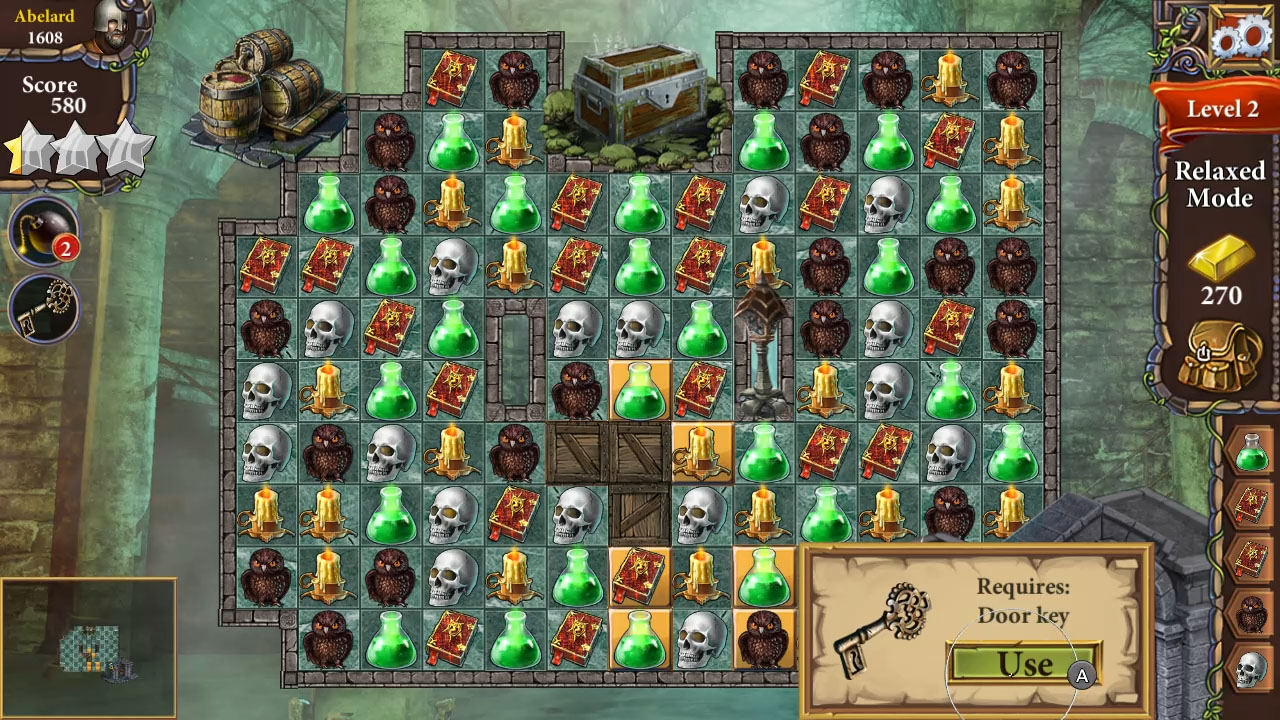 Abelard
1608
Score
580
2
Level 2
Relaxed
Mode
270
Requires:
Door key
Use
A